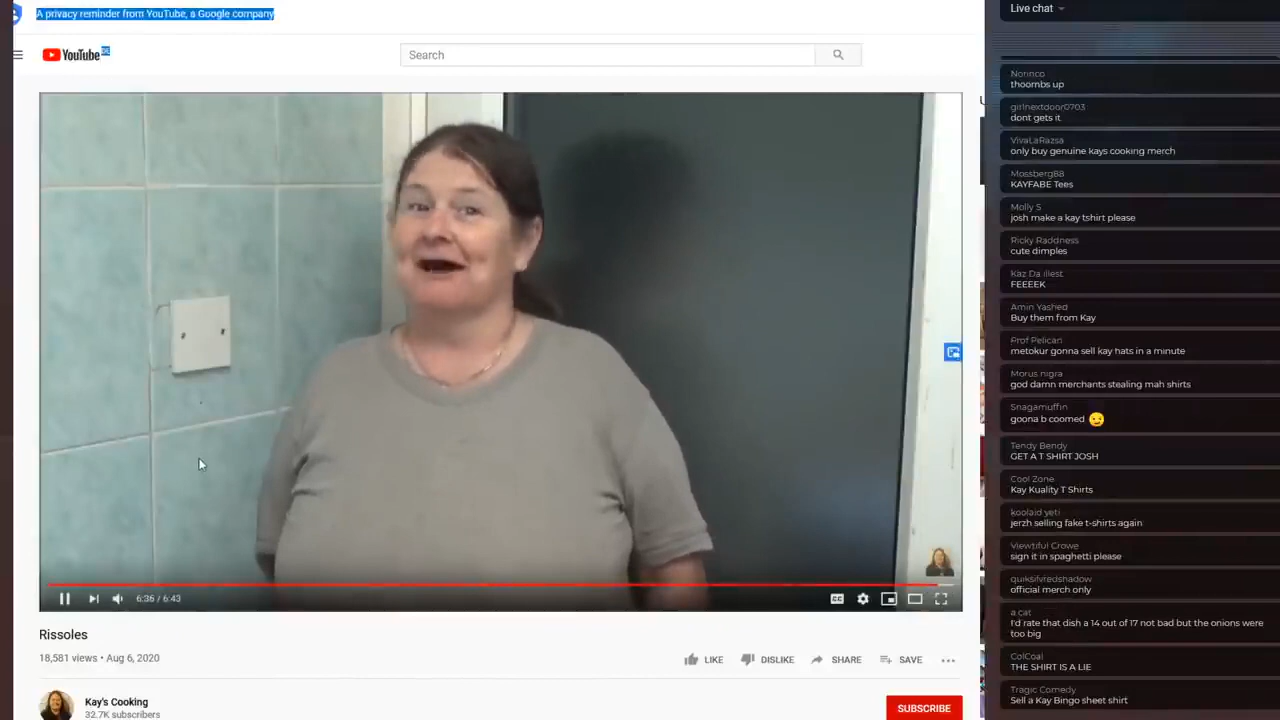 A privacy reminder from YouTube, a Google company
Live chat
YouTube
Search
Norinco
thoornbs up
girlnextdoor0703
dont gets it
VivaLaRazsa
only buy genuine kays cooking merch
Mossberg88
KAYFABE Tees
Molly S
josh make a kay tshirt please
Ricky Raddness
cute dimples
Kaz Da illest
FEEEEK
Amin Yashed
Buy them from Kay
Prof Pelican
metokur gonna sell kay hats in a minute
Morus nigra
god damn merchants stealing mah shirts
Snagamuffin
goona b coomed 😏
Tendy Bendy
GET A T SHIRT JOSH
Cool Zone
Kay Kuality T Shirts
koolaid yeti
jerzh selling fake t-shirts again
Viewtiful Crowe
sign it in spaghetti please
quiksilvredshadow
official merch only
a cat
I'd rate that dish a 14 out of 17 not bad but the onions were
too big
ColCoal
THE SHIRT IS A LIE
Tragic Comedy
Sell a Kay Bingo sheet shirt
6:36 / 6:43
CC
Rissoles
18,581 views • Aug 6, 2020
LIKE
DISLIKE
SHARE
SAVE
Kay's Cooking
32.7K subscribers
SUBSCRIBE